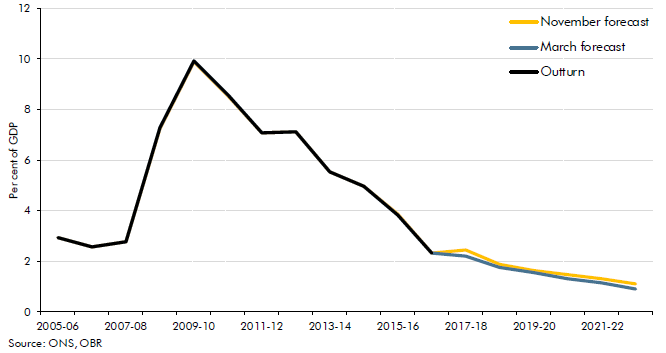 12
10
8
6
4
2
0
Per cent of GDP
November forecast
March forecast
Outturn
2005-06 2007-08 2009-10 2011-12 2013-14 2015-16 2017-18 2019-20 2021-22
Source: ONS, OBR